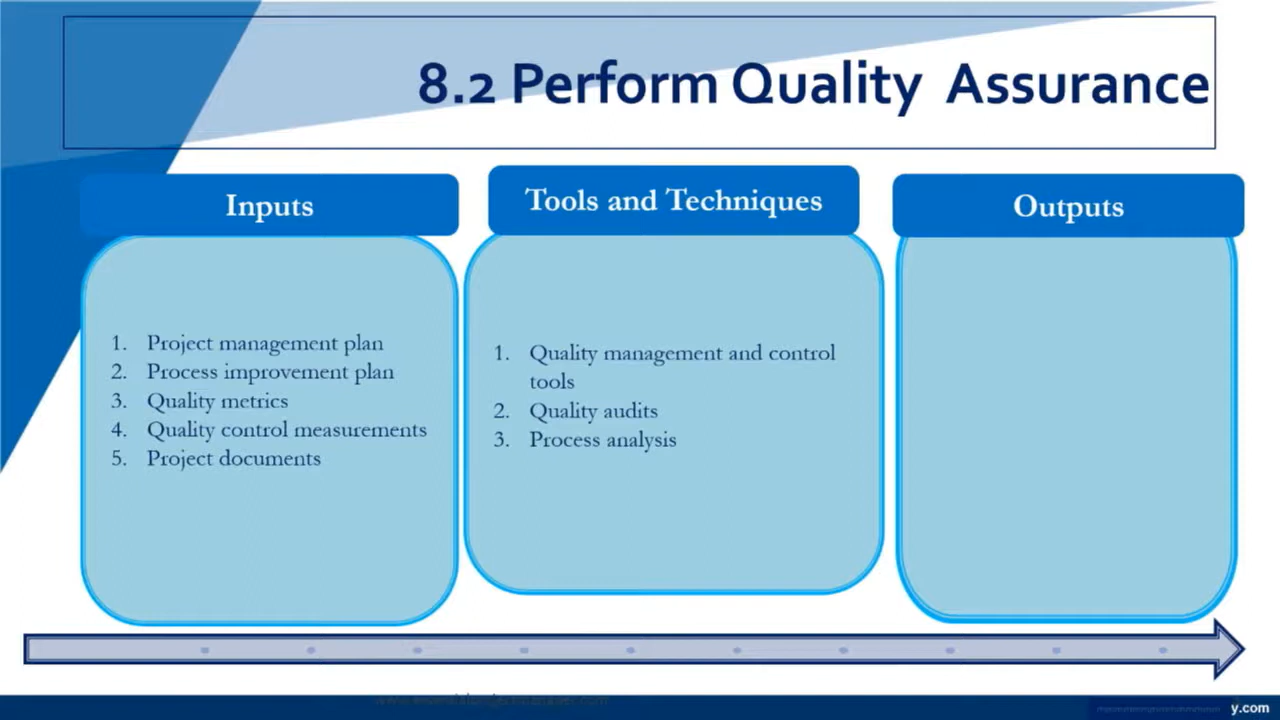 8.2 Perform Quality Assurance
Inputs
Tools and Techniques
Outputs
1. Project management plan
2. Process improvement plan
3. Quality metrics
4. Quality control measurements
5. Project documents
1. Quality management and control
tools
2. Quality audits
3. Process analysis
y.com